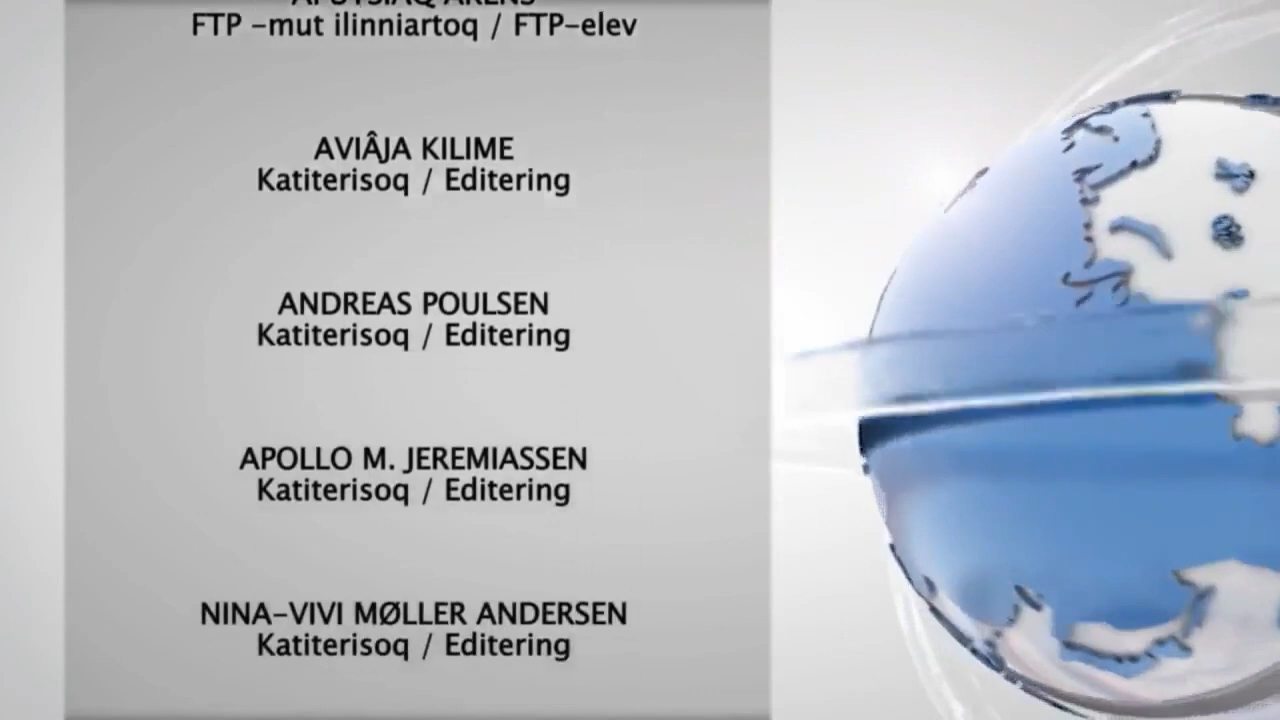 FTP -mut ilinniartoq / FTP-elev
AVIÂJA KILIME
Katiterisoq / Editering
ANDREAS POULSEN
Katiterisoq / Editering
APOLLO M. JEREMIASSEN
Katiterisoq / Editering
NINA-VIVI MØLLER ANDERSEN
Katiterisoq / Editering